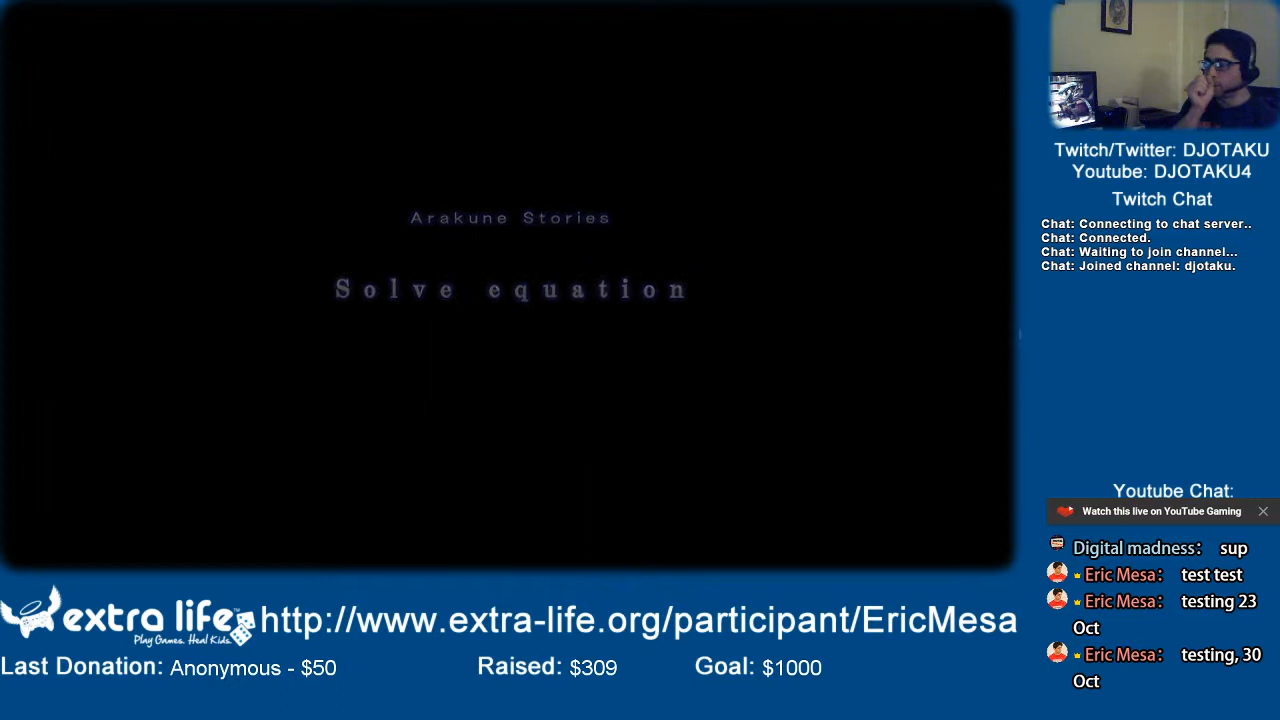 Arakune Stories
Solve equation
Twitch/Twitter: DJOTAKU
Youtube: DJOTAKU4
Twitch Chat
Chat: Connecting to chat server..
Chat: Connected.
Chat: Waiting to join channel...
Chat: Joined channel: djotaku.
Youtube Chat:
Watch this live on YouTube Gaming
Digital madness: sup
Eric Mesa: test test
Eric Mesa: testing 23
Oct
Eric Mesa: testing, 30
Oct
extra life
Play Games. Heal Kids.
http://www.extra-life.org/participant/EricMesa
Last Donation: Anonymous - $50 Raised: $309 Goal: $1000